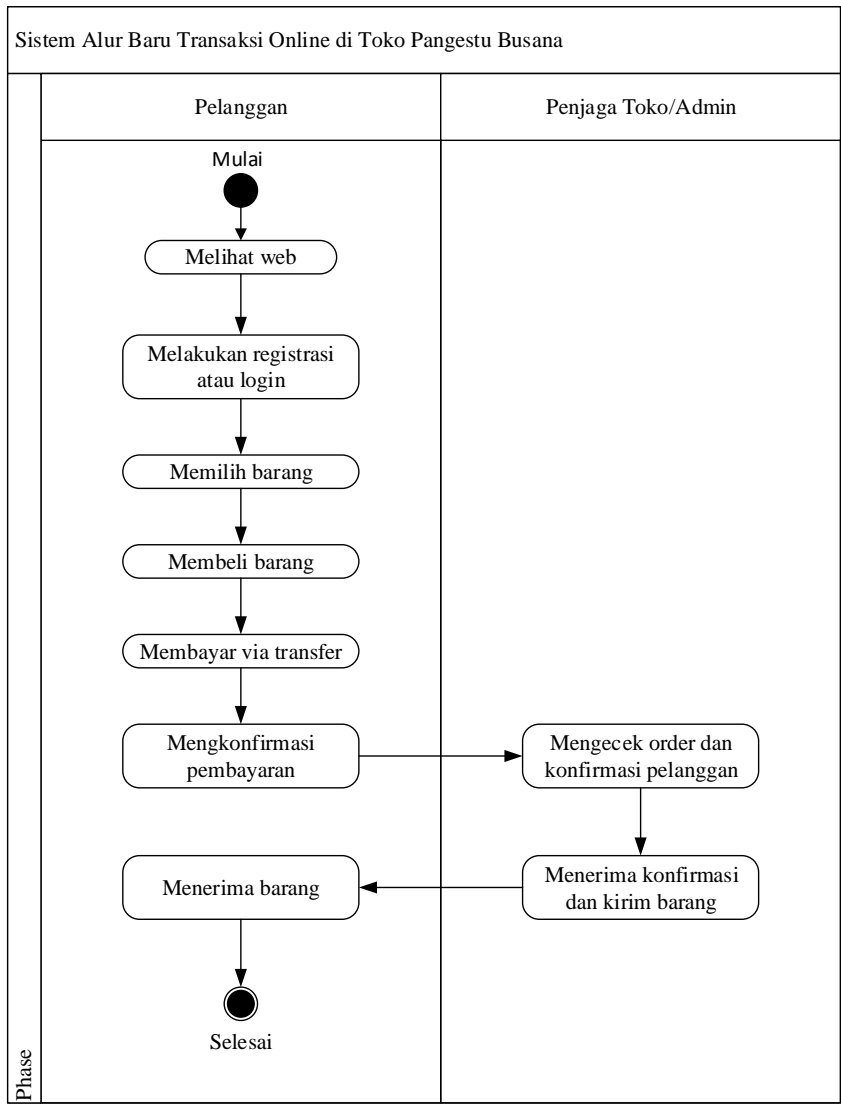 Sistem Alur Baru Transaksi Online di Toko Pangestu Busana
Pelanggan
Penjaga Toko/Admin
Mulai
Melihat web
Melakukan registrasi
atau login
Memilih barang
Membeli barang
Membayar via transfer
Mengkonfirmasi
pembayaran
Mengecek order dan
konfirmasi pelanggan
Menerima konfirmasi
dan kirim barang
Menerima barang
Selesai
Phase